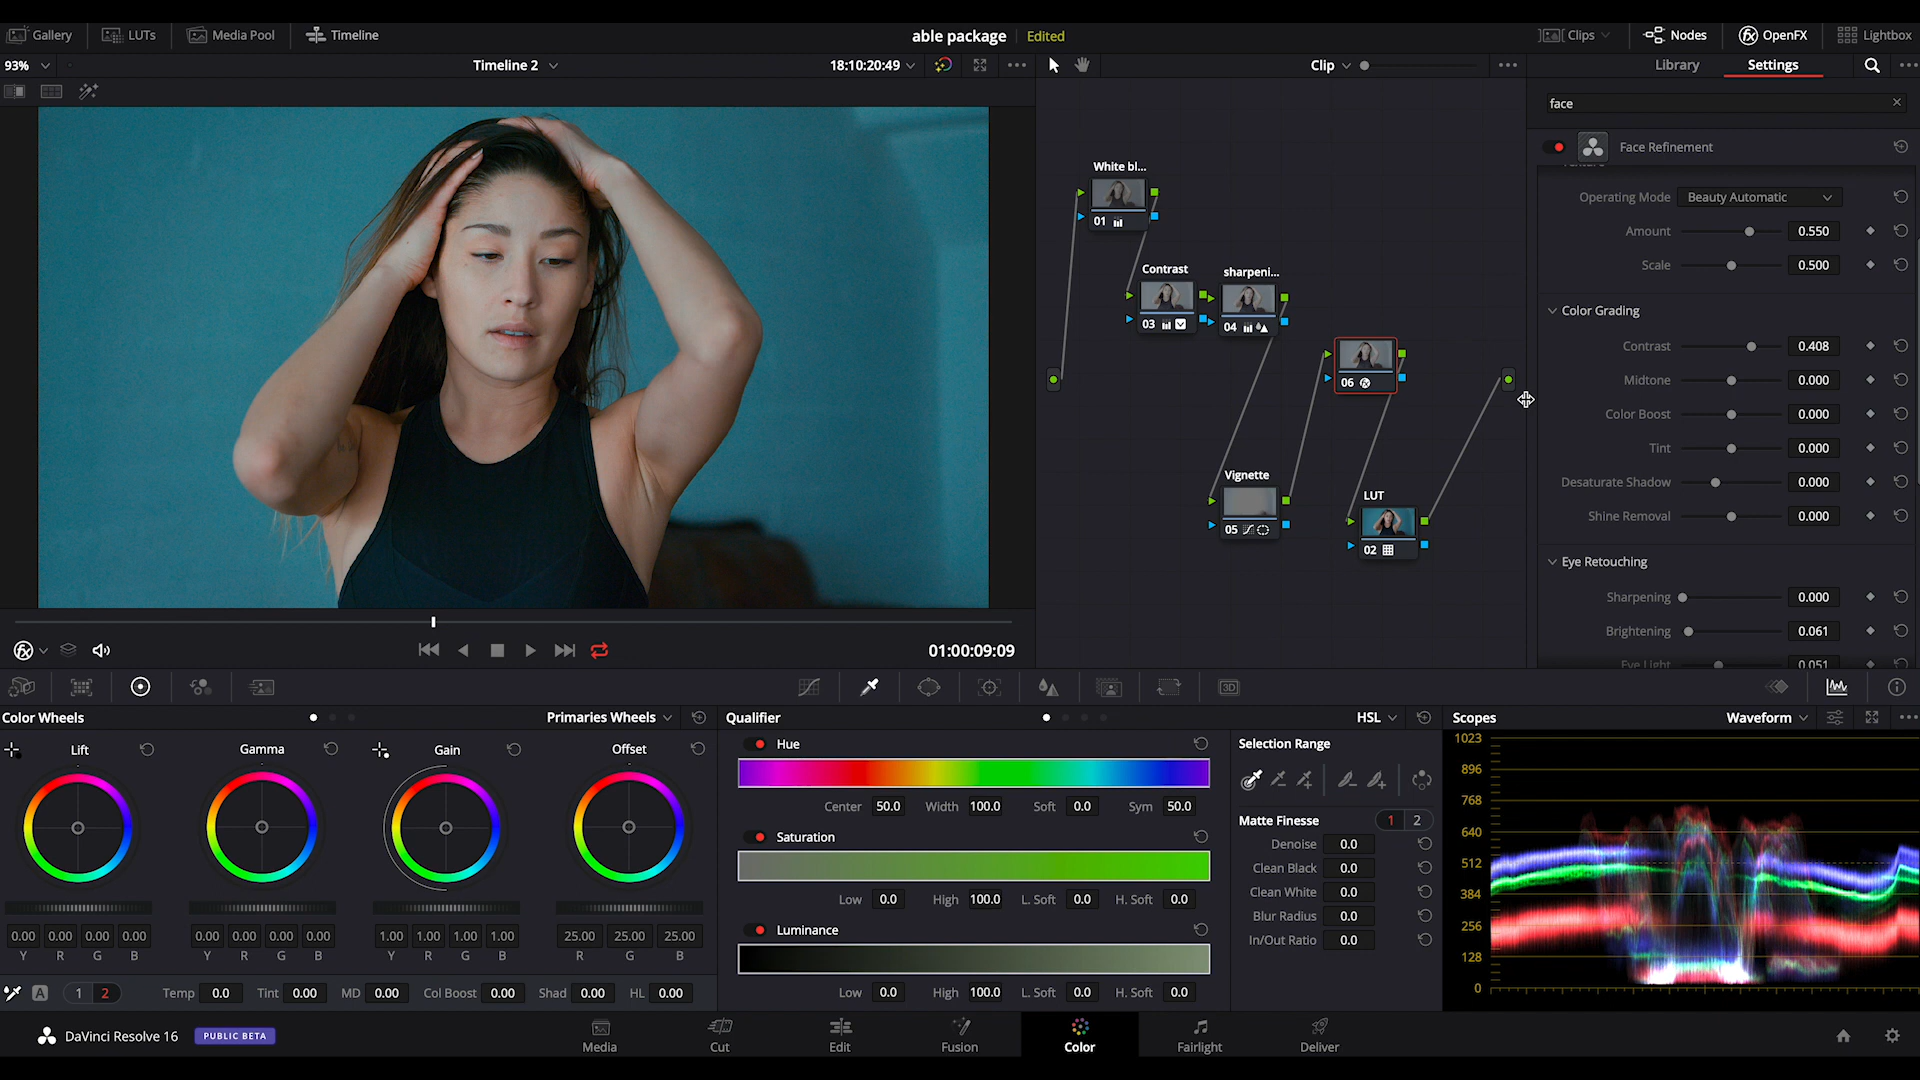 Gallery LUTs Media Pool Timeline able package Edited Clips Nodes OpenFX Lightbox
93% Timeline 2 18:10:20:49 Clip Library Settings
face
Face Refinement
Operating Mode Beauty Automatic
Amount 0.550
Scale 0.500
Color Grading
Contrast 0.408
Midtone 0.000
Color Boost 0.000
Tint 0.000
Desaturate Shadow 0.000
Shine Removal 0.000
Eye Retouching
Sharpening 0.000
Brightening 0.061
Eye Light 0.051
White bl...
01
Contrast
03
sharpeni...
04
06
Vignette
05
LUT
02
01:00:09:09
3D
Color Wheels Primaries Wheels
Lift Gamma Gain Offset
0.00 0.00 0.00 0.00 0.00 0.00 0.00 0.00 1.00 1.00 1.00 1.00 25.00 25.00 25.00
Y R G B Y R G B Y R G B R G B
A 1 2 Temp 0.0 Tint 0.00 MD 0.00 Col Boost 0.00 Shad 0.00 HL 0.00
Qualifier HSL
Hue
Center 50.0 Width 100.0 Soft 0.0 Sym 50.0
Saturation
Low 0.0 High 100.0 L. Soft 0.0 H. Soft 0.0
Luminance
Low 0.0 High 100.0 L. Soft 0.0 H. Soft 0.0
Selection Range
Matte Finesse 1 2
Denoise 0.0
Clean Black 0.0
Clean White 0.0
Blur Radius 0.0
In/Out Ratio 0.0
Scopes Waveform
1023
896
768
640
512
384
256
128
0
DaVinci Resolve 16 PUBLIC BETA Media Cut Edit Fusion Color Fairlight Deliver